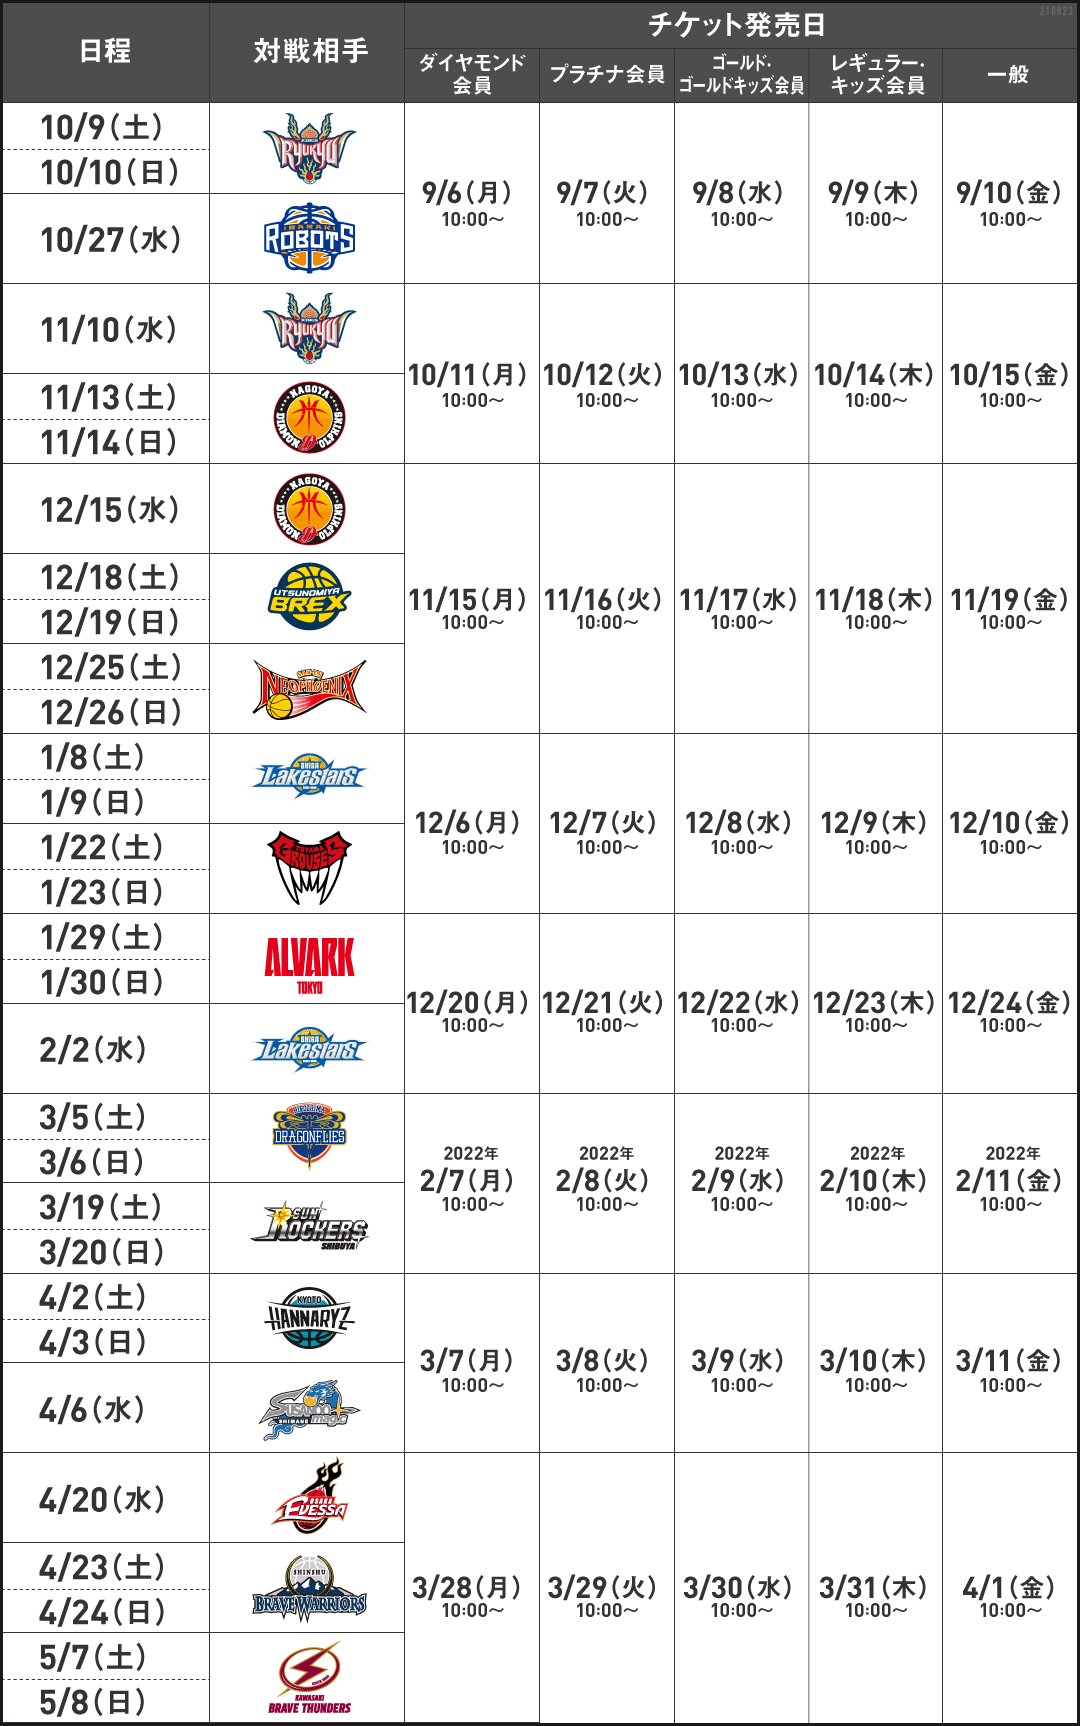 210823
日程
対戦相手
チケット発売日
ダイヤモンド
会員
プラチナ会員
ゴールド・
ゴールドキッズ会員
レギュラー・
キッズ会員
一般
10/9(土)
10/10(日)
KINGS
RYUKYU
10/27(水)
IBARAKI
ROBOTS
9/6(月)
10:00〜
9/7(火)
10:00〜
9/8(水)
10:00〜
9/9(木)
10:00〜
9/10(金)
10:00〜
11/10(水)
KINGS
RYUKYU
11/13(土)
11/14(日)
NAGOYA
DIAMOND DOLPHINS
10/11(月)
10:00〜
10/12(火)
10:00〜
10/13(水)
10:00〜
10/14(木)
10:00〜
10/15(金)
10:00〜
12/15(水)
NAGOYA
DIAMOND DOLPHINS
12/18(土)
12/19(日)
UTSUNOMIYA
BREX
12/25(土)
12/26(日)
NEOPHOENIX
11/15(月)
10:00〜
11/16(火)
10:00〜
11/17(水)
10:00〜
11/18(木)
10:00〜
11/19(金)
10:00〜
1/8(土)
1/9(日)
SHIGA
Lakestars
1/22(土)
1/23(日)
TOYAMA
GROUSES
12/6(月)
10:00〜
12/7(火)
10:00〜
12/8(水)
10:00〜
12/9(木)
10:00〜
12/10(金)
10:00〜
1/29(土)
1/30(日)
ALVARK
TOKYO
2/2(水)
SHIGA
Lakestars
12/20(月)
10:00〜
12/21(火)
10:00〜
12/22(水)
10:00〜
12/23(木)
10:00〜
12/24(金)
10:00〜
3/5(土)
3/6(日)
HIROSHIMA
DRAGONFLIES
3/19(土)
3/20(日)
SUN
ROCKERS
SHIBUYA
2022年
2/7(月)
10:00〜
2022年
2/8(火)
10:00〜
2022年
2/9(水)
10:00〜
2022年
2/10(木)
10:00〜
2022年
2/11(金)
10:00〜
4/2(土)
4/3(日)
KYOTO
HANNARYZ
4/6(水)
SUSANOO
SHIMANE magic
3/7(月)
10:00〜
3/8(火)
10:00〜
3/9(水)
10:00〜
3/10(木)
10:00〜
3/11(金)
10:00〜
4/20(水)
OSAKA
EVESSA
4/23(土)
4/24(日)
SHINSHU
BRAVE WARRIORS
5/7(土)
5/8(日)
KAWASAKI
BRAVE THUNDERS
3/28(月)
10:00〜
3/29(火)
10:00〜
3/30(水)
10:00〜
3/31(木)
10:00〜
4/1(金)
10:00〜